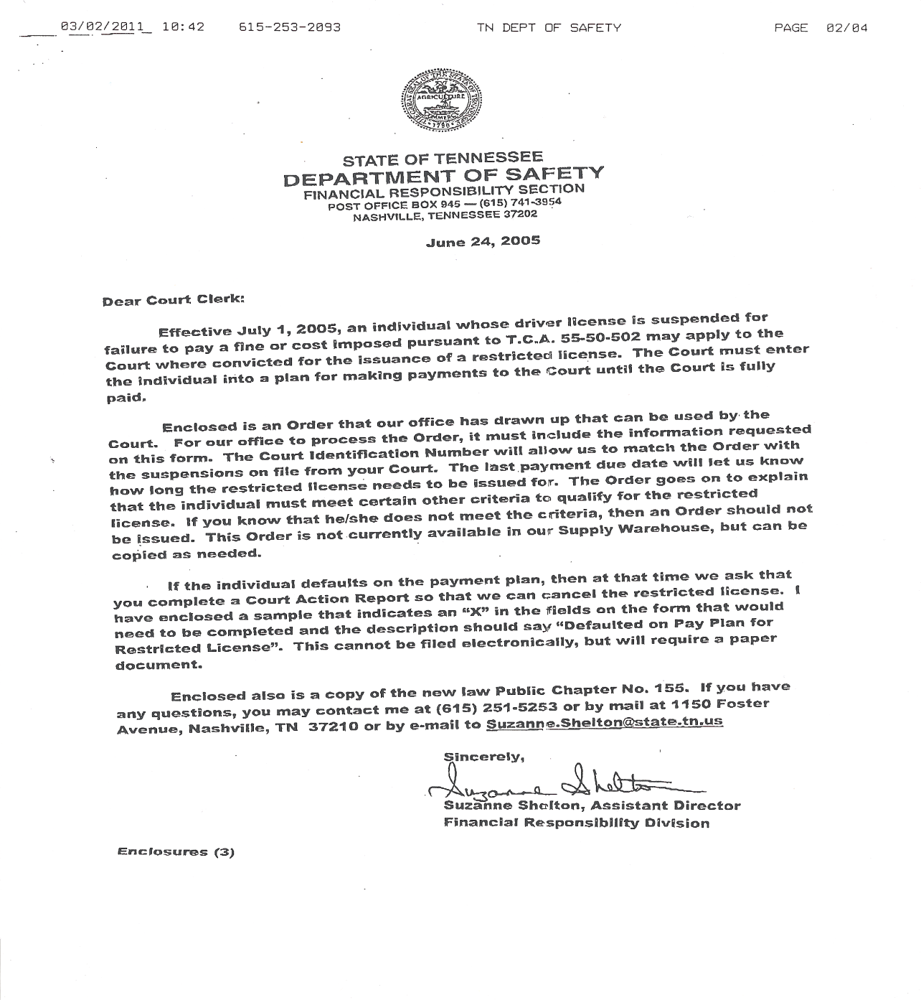 03/02/2011 10:42 615-253-2093 TN DEPT OF SAFETY PAGE 02/04
THE GREAT SEAL OF THE STATE OF TENNESSEE
XVI
AGRICULTURE
COMMERCE
1796
STATE OF TENNESSEE
DEPARTMENT OF SAFETY
FINANCIAL RESPONSIBILITY SECTION
POST OFFICE BOX 945 — (615) 741-3954
NASHVILLE, TENNESSEE 37202
June 24, 2005
Dear Court Clerk:
Effective July 1, 2005, an individual whose driver license is suspended for
failure to pay a fine or cost imposed pursuant to T.C.A. 55-50-502 may apply to the
Court where convicted for the issuance of a restricted license. The Court must enter
the individual into a plan for making payments to the Court until the Court is fully
paid.
Enclosed is an Order that our office has drawn up that can be used by the
Court. For our office to process the Order, it must include the information requested
on this form. The Court Identification Number will allow us to match the Order with
the suspensions on file from your Court. The last payment due date will let us know
how long the restricted license needs to be issued for. The Order goes on to explain
that the individual must meet certain other criteria to qualify for the restricted
license. If you know that he/she does not meet the criteria, then an Order should not
be issued. This Order is not currently available in our Supply Warehouse, but can be
copied as needed.
If the individual defaults on the payment plan, then at that time we ask that
you complete a Court Action Report so that we can cancel the restricted license. I
have enclosed a sample that indicates an “X” in the fields on the form that would
need to be completed and the description should say “Defaulted on Pay Plan for
Restricted License”. This cannot be filed electronically, but will require a paper
document.
Enclosed also is a copy of the new law Public Chapter No. 155. If you have
any questions, you may contact me at (615) 251-5253 or by mail at 1150 Foster
Avenue, Nashville, TN 37210 or by e-mail to Suzanne.Shelton@state.tn.us
Sincerely,
Suzanne Shelton
Suzanne Shelton, Assistant Director
Financial Responsibility Division
Enclosures (3)